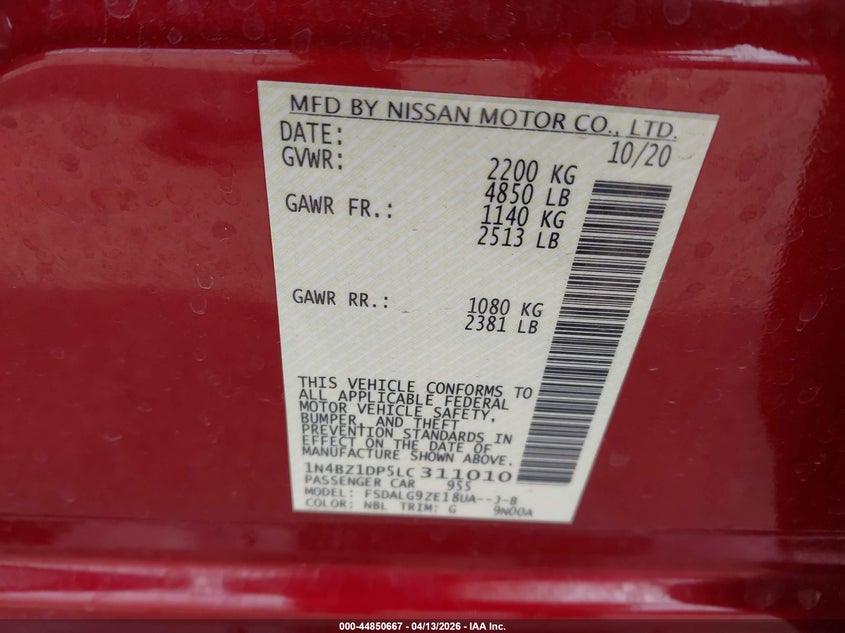 MFD BY NISSAN MOTOR CO., LTD.
DATE: 10/20
GVWR: 2200 KG
4850 LB
GAWR FR.: 1140 KG
2513 LB
GAWR RR.: 1080 KG
2381 LB
THIS VEHICLE CONFORMS TO
ALL APPLICABLE FEDERAL
MOTOR VEHICLE SAFETY,
BUMPER, AND THEFT
PREVENTION STANDARDS IN
EFFECT ON THE DATE OF
MANUFACTURE SHOWN ABOVE.
1N4BZ1DP5LC311010
PASSENGER CAR 955
MODEL: FSDALG9ZE18UA--J-B
COLOR: NBL TRIM: G 9N00A
000-44850667 - 04/13/2026 - IAA Inc.